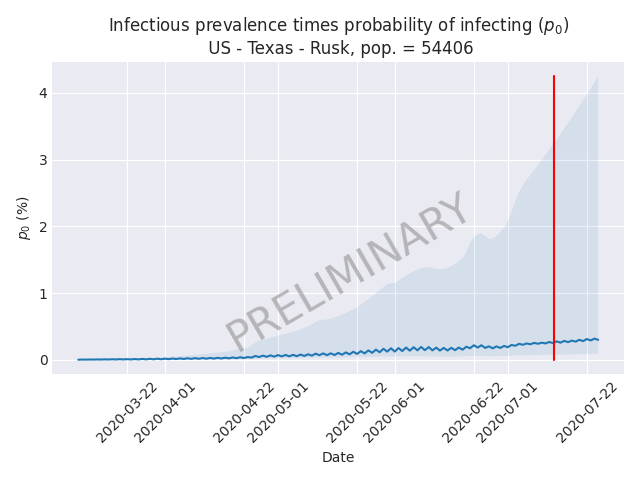 Infectious prevalence times probability of infecting (p₀)
US - Texas - Rusk, pop. = 54406
4
3
2
1
0
p₀ (%)
PRELIMINARY
2020-03-22
2020-04-01
2020-04-22
2020-05-01
2020-05-22
2020-06-01
2020-06-22
2020-07-01
2020-07-22
Date